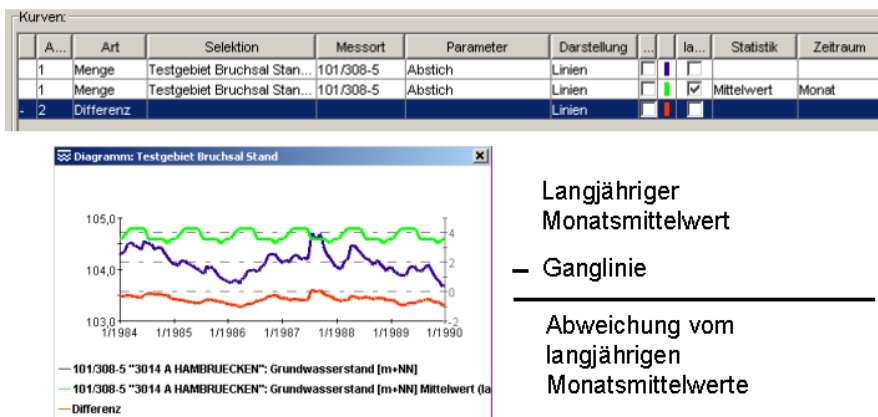 Kurven:
A... Art Selektion Messort Parameter Darstellung ... la... Statistik Zeitraum
1 Menge Testgebiet Bruchsal Stan... 101/308-5 Abstich Linien
1 Menge Testgebiet Bruchsal Stan... 101/308-5 Abstich Linien Mittelwert Monat
- 2 Differenz Linien
Diagramm: Testgebiet Bruchsal Stand
105,0
104,0
103,0
4
2
0
-2
1/1984 1/1985 1/1986 1/1987 1/1988 1/1989 1/1990
101/308-5 "3014 A HAMBRUECKEN": Grundwasserstand [m+NN]
101/308-5 "3014 A HAMBRUECKEN": Grundwasserstand [m+NN] Mittelwert (la
Differenz
Langjähriger
Monatsmittelwert
– Ganglinie
Abweichung vom
langjährigen
Monatsmittelwerte